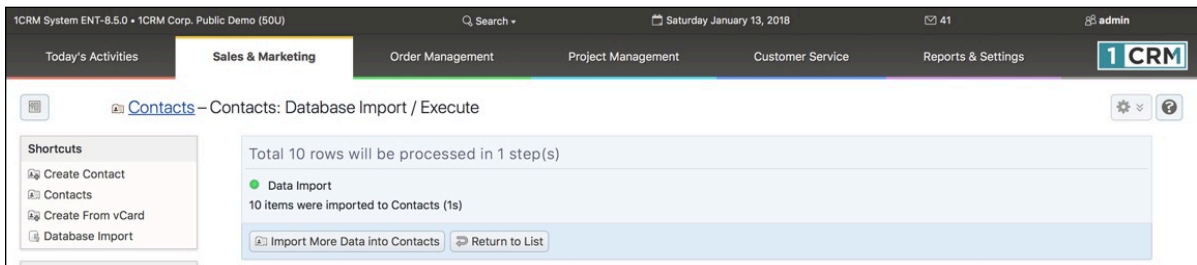 1CRM System ENT-8.5.0 • 1CRM Corp. Public Demo (50U) Search Saturday January 13, 2018 41 admin
Today's Activities Sales & Marketing Order Management Project Management Customer Service Reports & Settings 1 CRM
Contacts – Contacts: Database Import / Execute
Shortcuts
Create Contact
Contacts
Create From vCard
Database Import
Total 10 rows will be processed in 1 step(s)
Data Import
10 items were imported to Contacts (1s)
Import More Data into Contacts Return to List